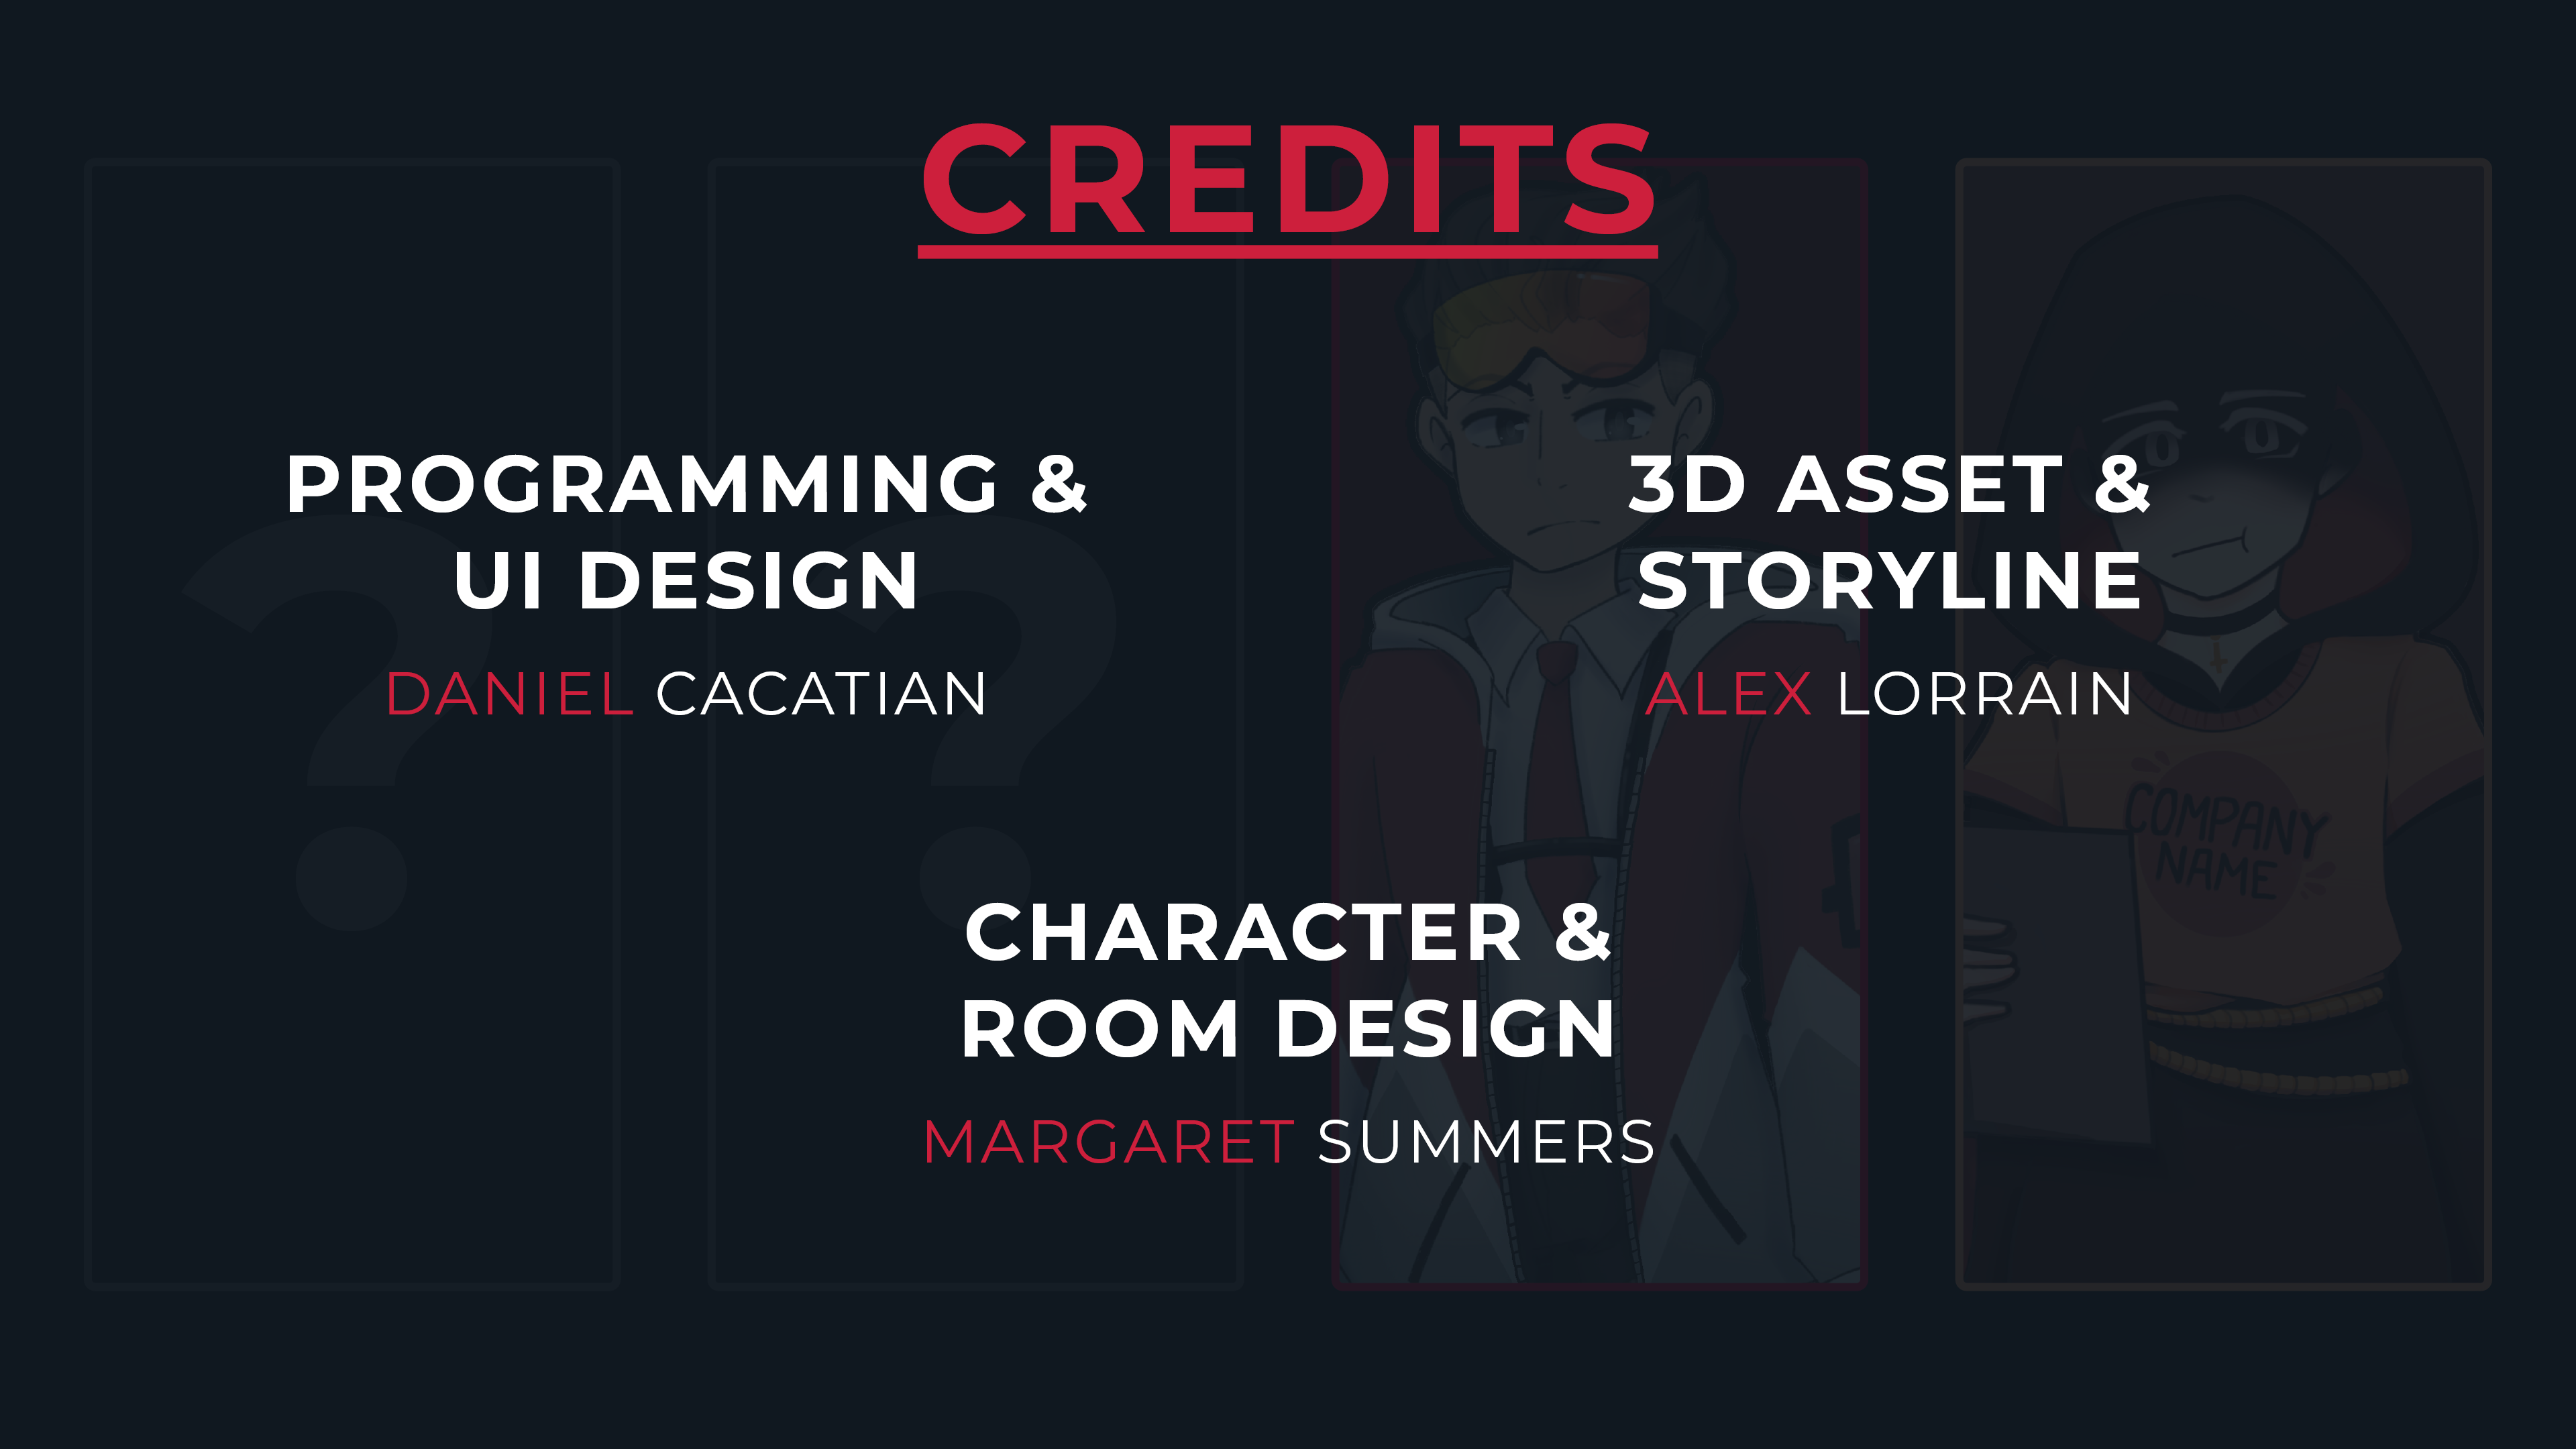 CREDITS
PROGRAMMING &
UI DESIGN
DANIEL CACATIAN
3D ASSET &
STORYLINE
ALEX LORRAIN
CHARACTER &
ROOM DESIGN
MARGARET SUMMERS
?
?
COMPANY
NAME